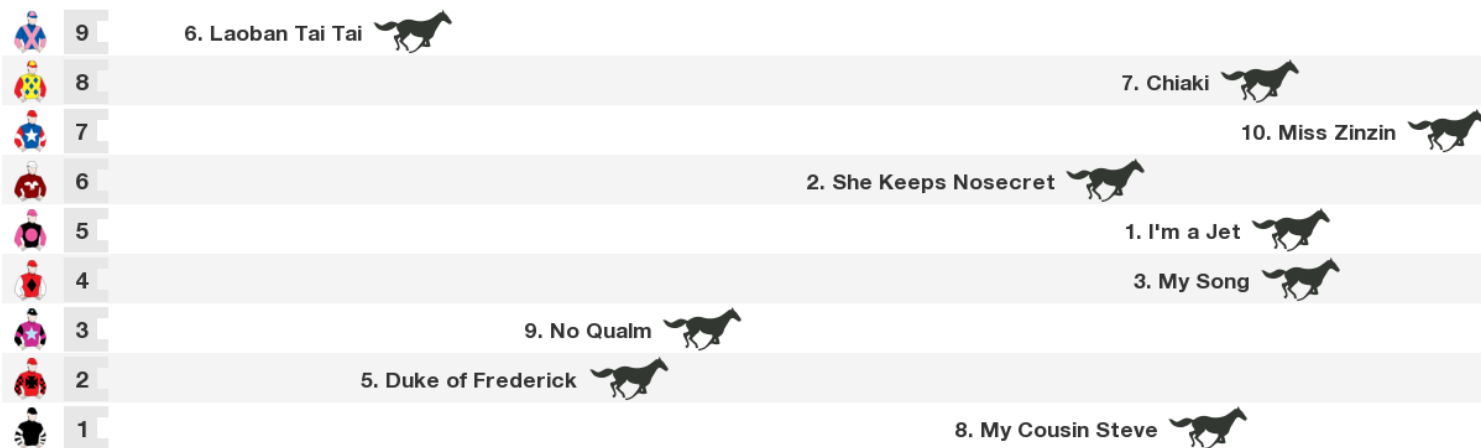 9 6. Laoban Tai Tai
8 7. Chiaki
7 10. Miss Zinzin
6 2. She Keeps Nosecret
5 1. I'm a Jet
4 3. My Song
3 9. No Qualm
2 5. Duke of Frederick
1 8. My Cousin Steve